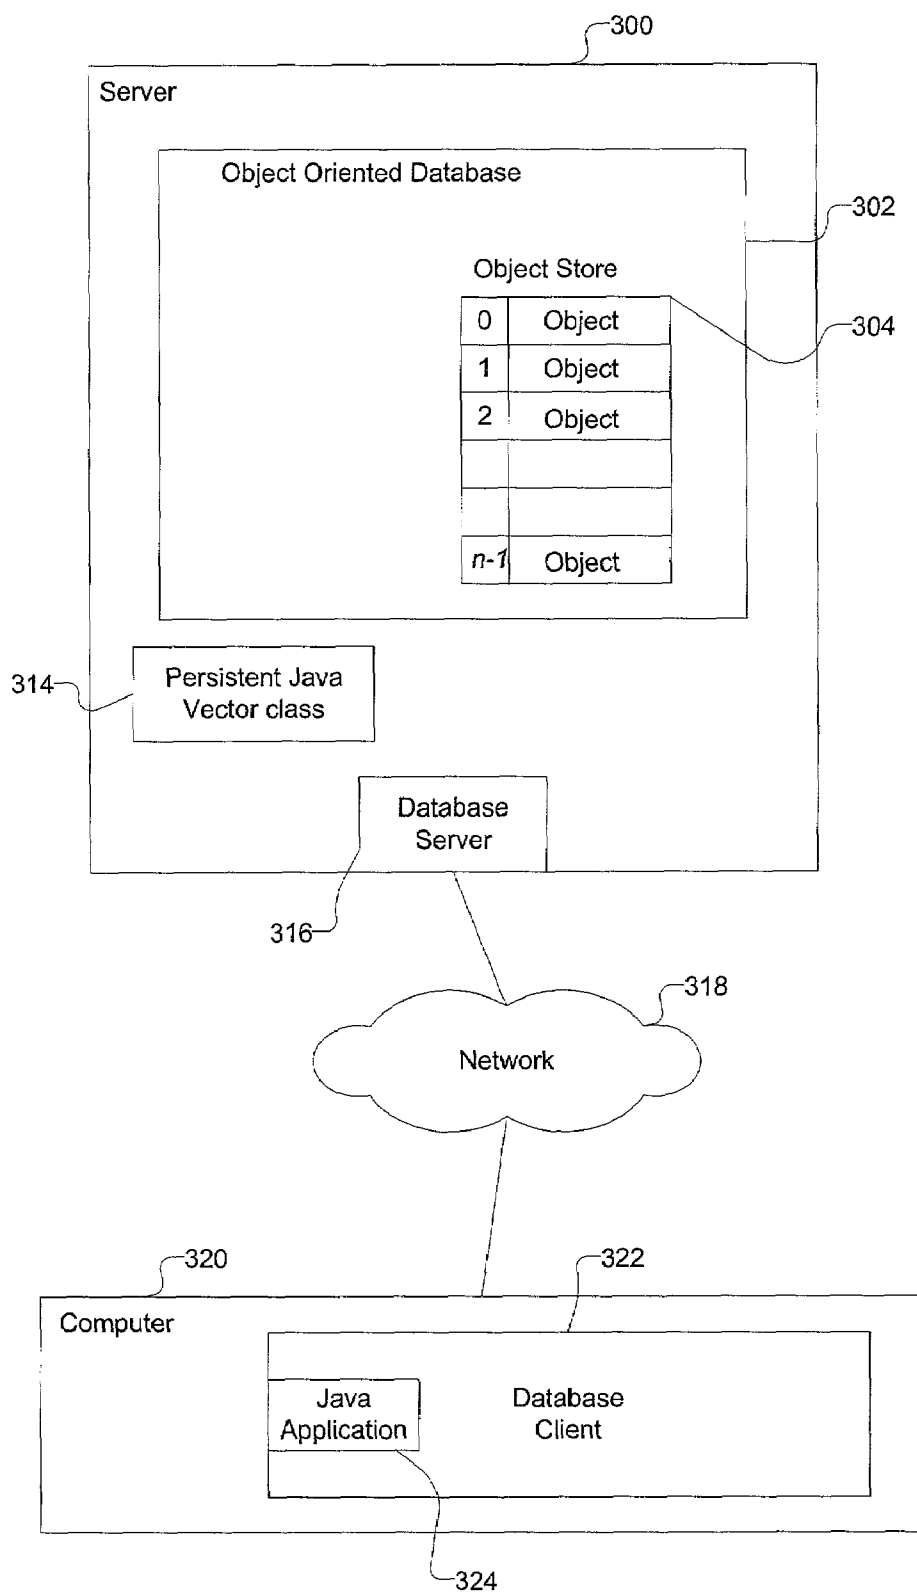 300
Server
Object Oriented Database
302
Object Store
0 Object
304
1 Object
2 Object
n-1 Object
314
Persistent Java
Vector class
Database
Server
316
318
Network
320
322
Computer
Java
Application
Database
Client
324